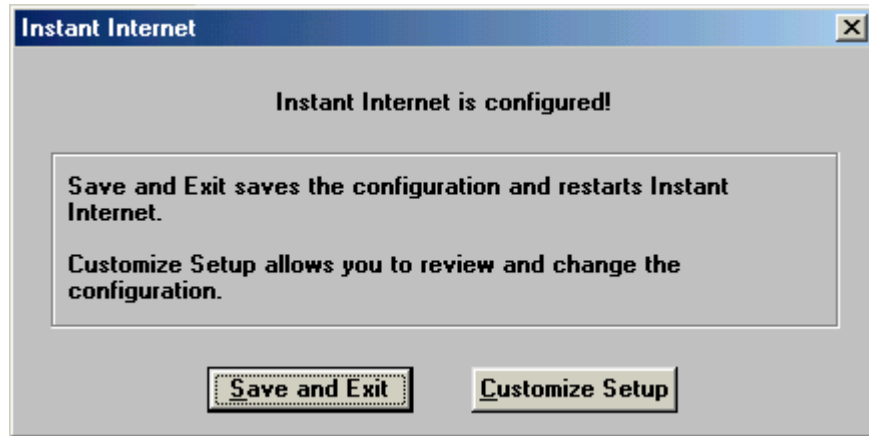 Instant Internet
Instant Internet is configured!
Save and Exit saves the configuration and restarts Instant
Internet.
Customize Setup allows you to review and change the
configuration.
Save and Exit
Customize Setup